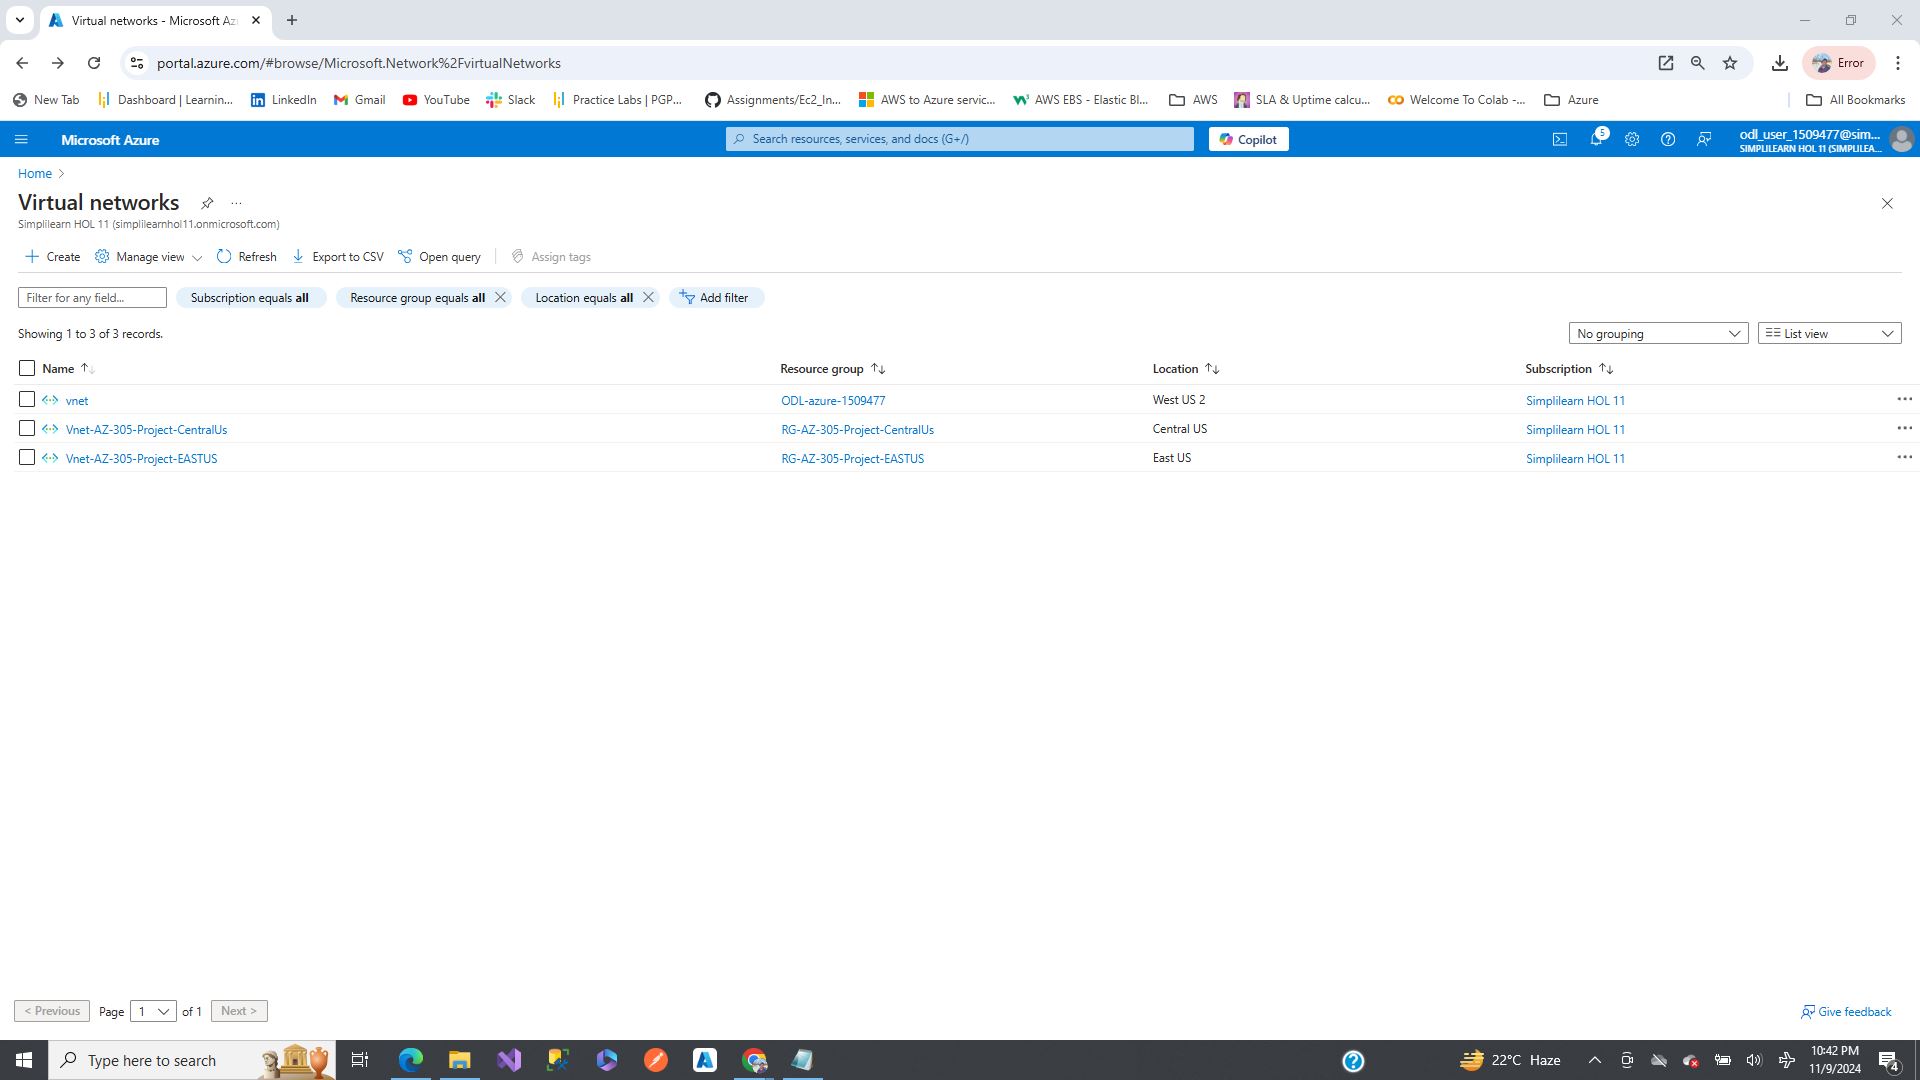 Virtual networks - Microsoft Az
portal.azure.com/#browse/Microsoft.Network%2FvirtualNetworks
Error
New Tab
Dashboard | Learnin...
LinkedIn
Gmail
YouTube
Slack
Practice Labs | PGP...
Assignments/Ec2_In...
AWS to Azure servic...
AWS EBS - Elastic Bl...
AWS
SLA & Uptime calcu...
Welcome To Colab -...
Azure
All Bookmarks
Microsoft Azure
Search resources, services, and docs (G+/)
Copilot
5
odl_user_1509477@sim...
SIMPLILEARN HOL 11 (SIMPLILEA...
Home
Virtual networks
Simplilearn HOL 11 (simplilearnhol11.onmicrosoft.com)
Create
Manage view
Refresh
Export to CSV
Open query
Assign tags
Filter for any field...
Subscription equals all
Resource group equals all
Location equals all
Add filter
Showing 1 to 3 of 3 records.
No grouping
List view
Name
Resource group
Location
Subscription
vnet
ODL-azure-1509477
West US 2
Simplilearn HOL 11
Vnet-AZ-305-Project-CentralUs
RG-AZ-305-Project-CentralUs
Central US
Simplilearn HOL 11
Vnet-AZ-305-Project-EASTUS
RG-AZ-305-Project-EASTUS
East US
Simplilearn HOL 11
< Previous
Page
1
of 1
Next >
Give feedback
Type here to search
22°C Haze
10:42 PM
11/9/2024
4